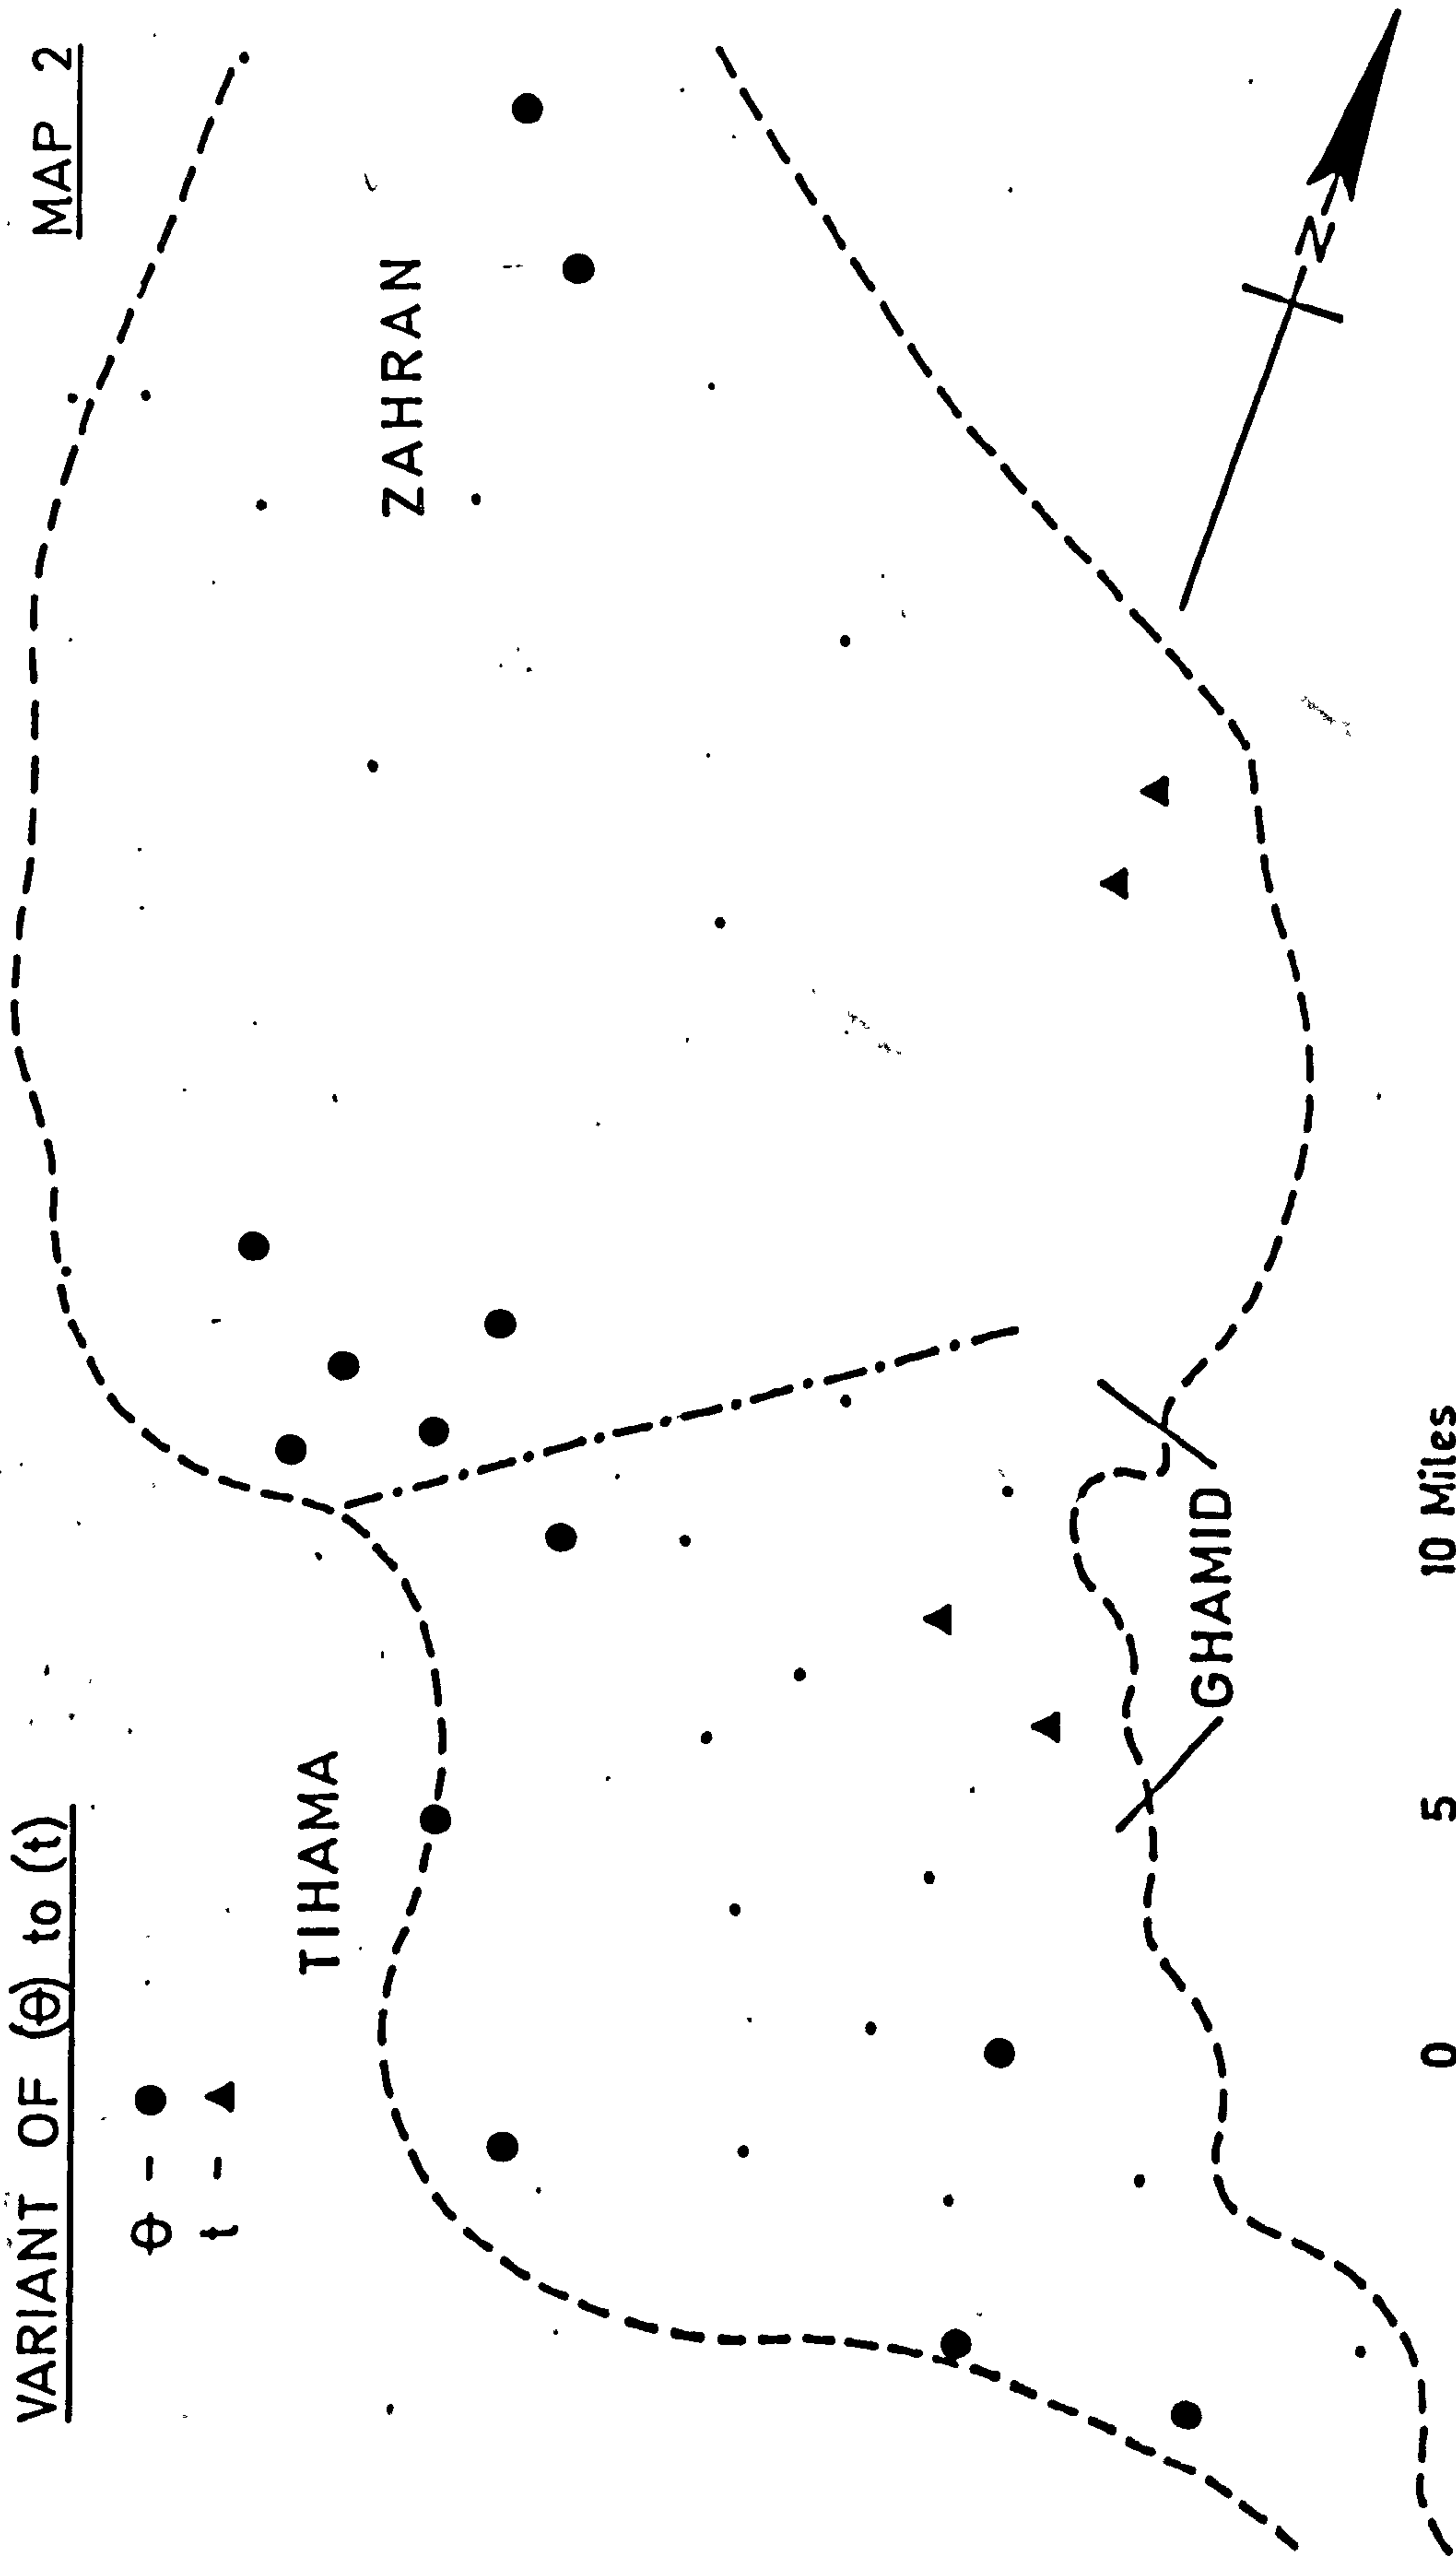 MAP 2
VARIANT OF (θ) to (t)
θ -
t -
TIHAMA
ZAHRAN
GHAMID
N
0 5 10 Miles